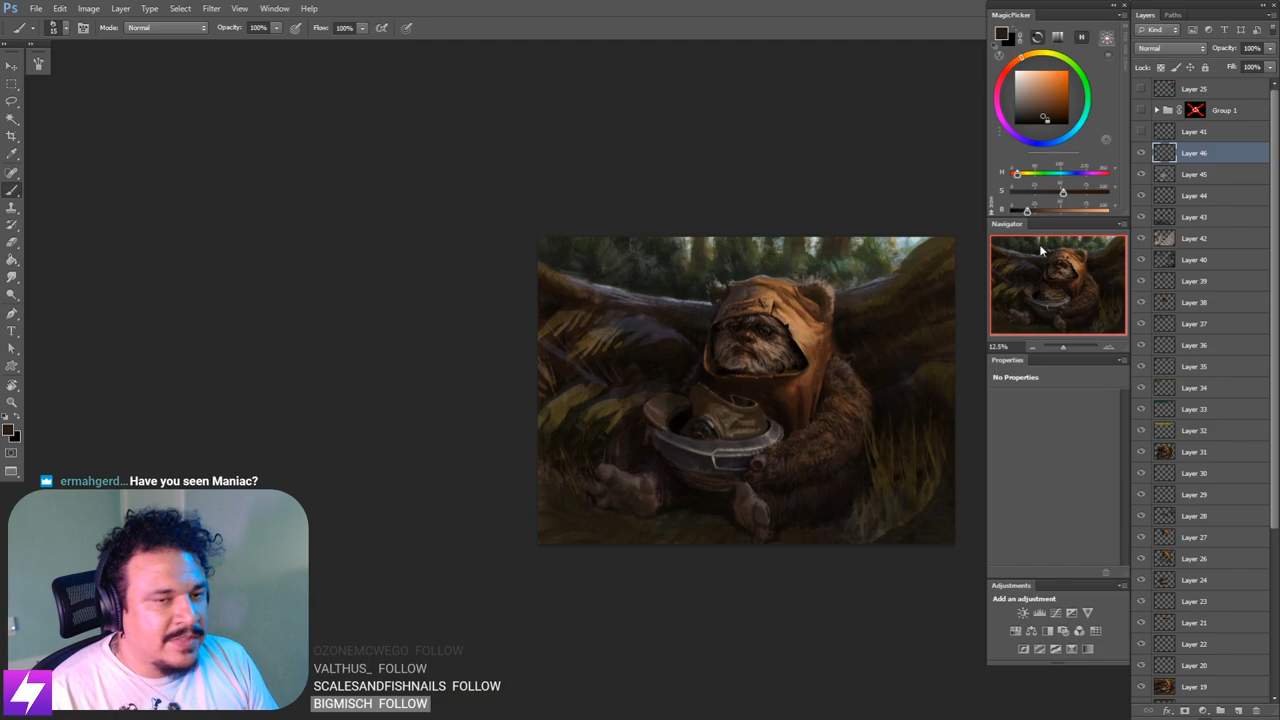 Ps File Edit Image Layer Type Select Filter View Window Help
15 Mode: Normal Opacity: 100% Flow: 100%
MagicPicker
H
H
S
B
Navigator
12.5%
Properties
No Properties
Adjustments
Add an adjustment
Layers Paths
Kind
Normal Opacity: 100%
Lock: Fill: 100%
Layer 25
Group 1
Layer 41
Layer 46
Layer 45
Layer 44
Layer 43
Layer 42
Layer 40
Layer 39
Layer 38
Layer 37
Layer 36
Layer 35
Layer 34
Layer 33
Layer 32
Layer 31
Layer 30
Layer 29
Layer 28
Layer 27
Layer 26
Layer 24
Layer 23
Layer 21
Layer 22
Layer 20
Layer 19
fx
ermahgerd... Have you seen Maniac?
OZONEMCWEGO FOLLOW
VALTHUS_ FOLLOW
SCALESANDFISHNAILS FOLLOW
BIGMISCH FOLLOW